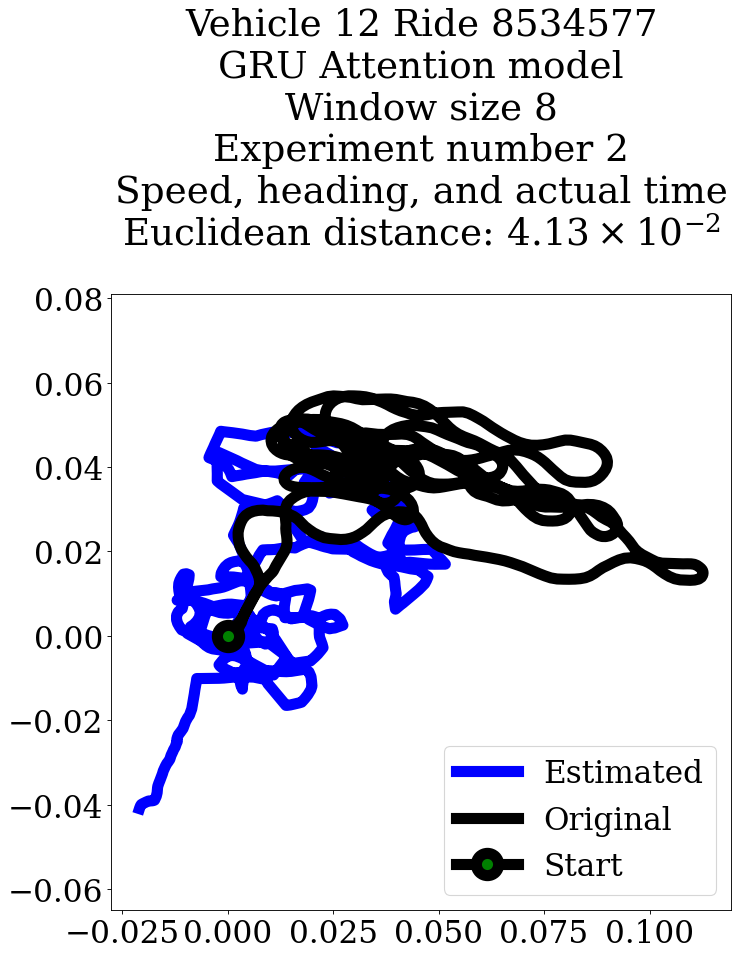 Vehicle 12 Ride 8534577
GRU Attention model
Window size 8
Experiment number 2
Speed, heading, and actual time
Euclidean distance: 4.13 × 10⁻²
0.08
0.06
0.04
0.02
0.00
−0.02
−0.04
−0.06
−0.025 0.000 0.025 0.050 0.075 0.100
Estimated
Original
Start